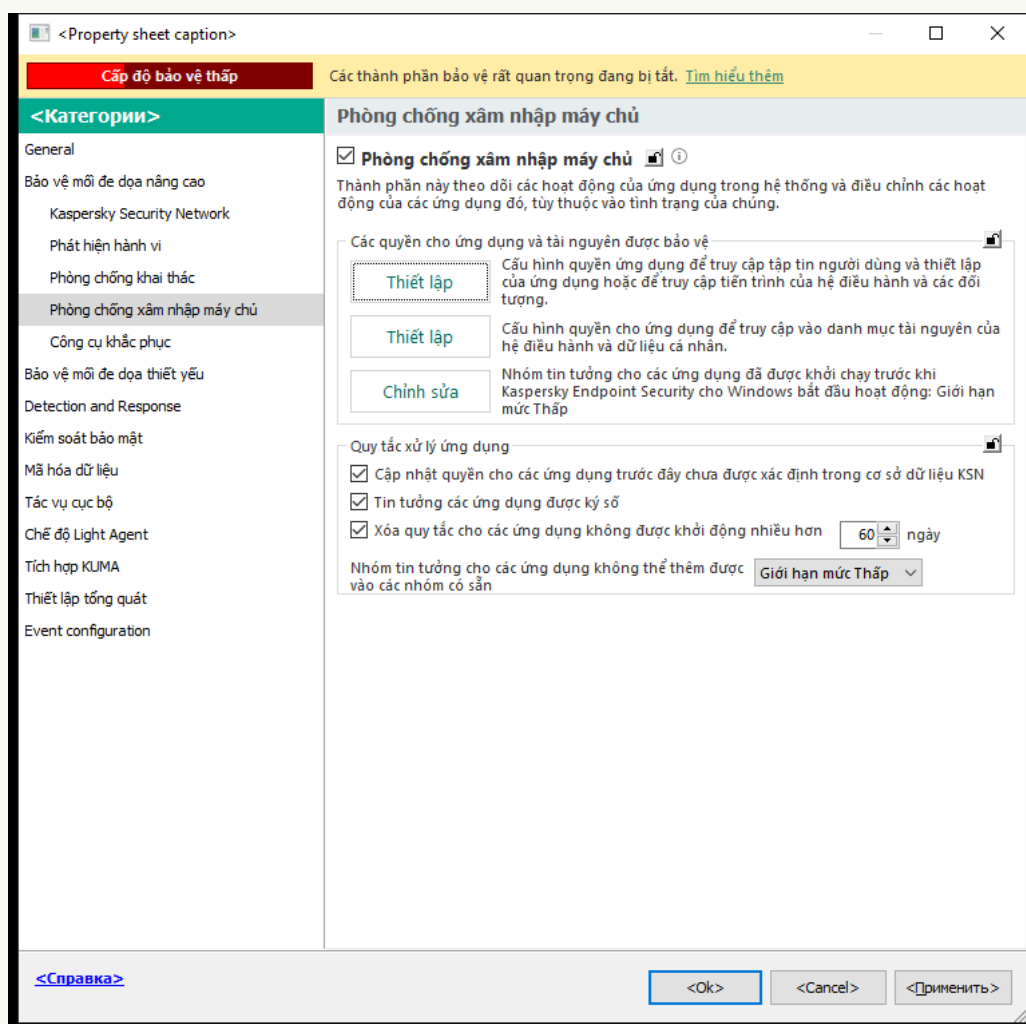 <Property sheet caption>
Cấp độ bảo vệ thấp
Các thành phần bảo vệ rất quan trọng đang bị tắt. Tìm hiểu thêm
<Категории>
General
Bảo vệ mối đe dọa nâng cao
Kaspersky Security Network
Phát hiện hành vi
Phòng chống khai thác
Phòng chống xâm nhập máy chủ
Công cụ khắc phục
Bảo vệ mối đe dọa thiết yếu
Detection and Response
Kiểm soát bảo mật
Mã hóa dữ liệu
Tác vụ cục bộ
Chế độ Light Agent
Tích hợp KUMA
Thiết lập tổng quát
Event configuration
Phòng chống xâm nhập máy chủ
Phòng chống xâm nhập máy chủ
Thành phần này theo dõi các hoạt động của ứng dụng trong hệ thống và điều chỉnh các hoạt
động của các ứng dụng đó, tùy thuộc vào tình trạng của chúng.
Các quyền cho ứng dụng và tài nguyên được bảo vệ
Thiết lập
Cấu hình quyền ứng dụng để truy cập tập tin người dùng và thiết lập
của ứng dụng hoặc để truy cập tiến trình của hệ điều hành và các đối
tượng.
Thiết lập
Cấu hình quyền cho ứng dụng để truy cập vào danh mục tài nguyên của
hệ điều hành và dữ liệu cá nhân.
Chỉnh sửa
Nhóm tin tưởng cho các ứng dụng đã được khởi chạy trước khi
Kaspersky Endpoint Security cho Windows bắt đầu hoạt động: Giới hạn
mức Thấp
Quy tắc xử lý ứng dụng
Cập nhật quyền cho các ứng dụng trước đây chưa được xác định trong cơ sở dữ liệu KSN
Tin tưởng các ứng dụng được ký số
Xóa quy tắc cho các ứng dụng không được khởi động nhiều hơn 60 ngày
Nhóm tin tưởng cho các ứng dụng không thể thêm được
vào các nhóm có sẵn
Giới hạn mức Thấp
<Справка>
<Ok>
<Cancel>
<Применить>